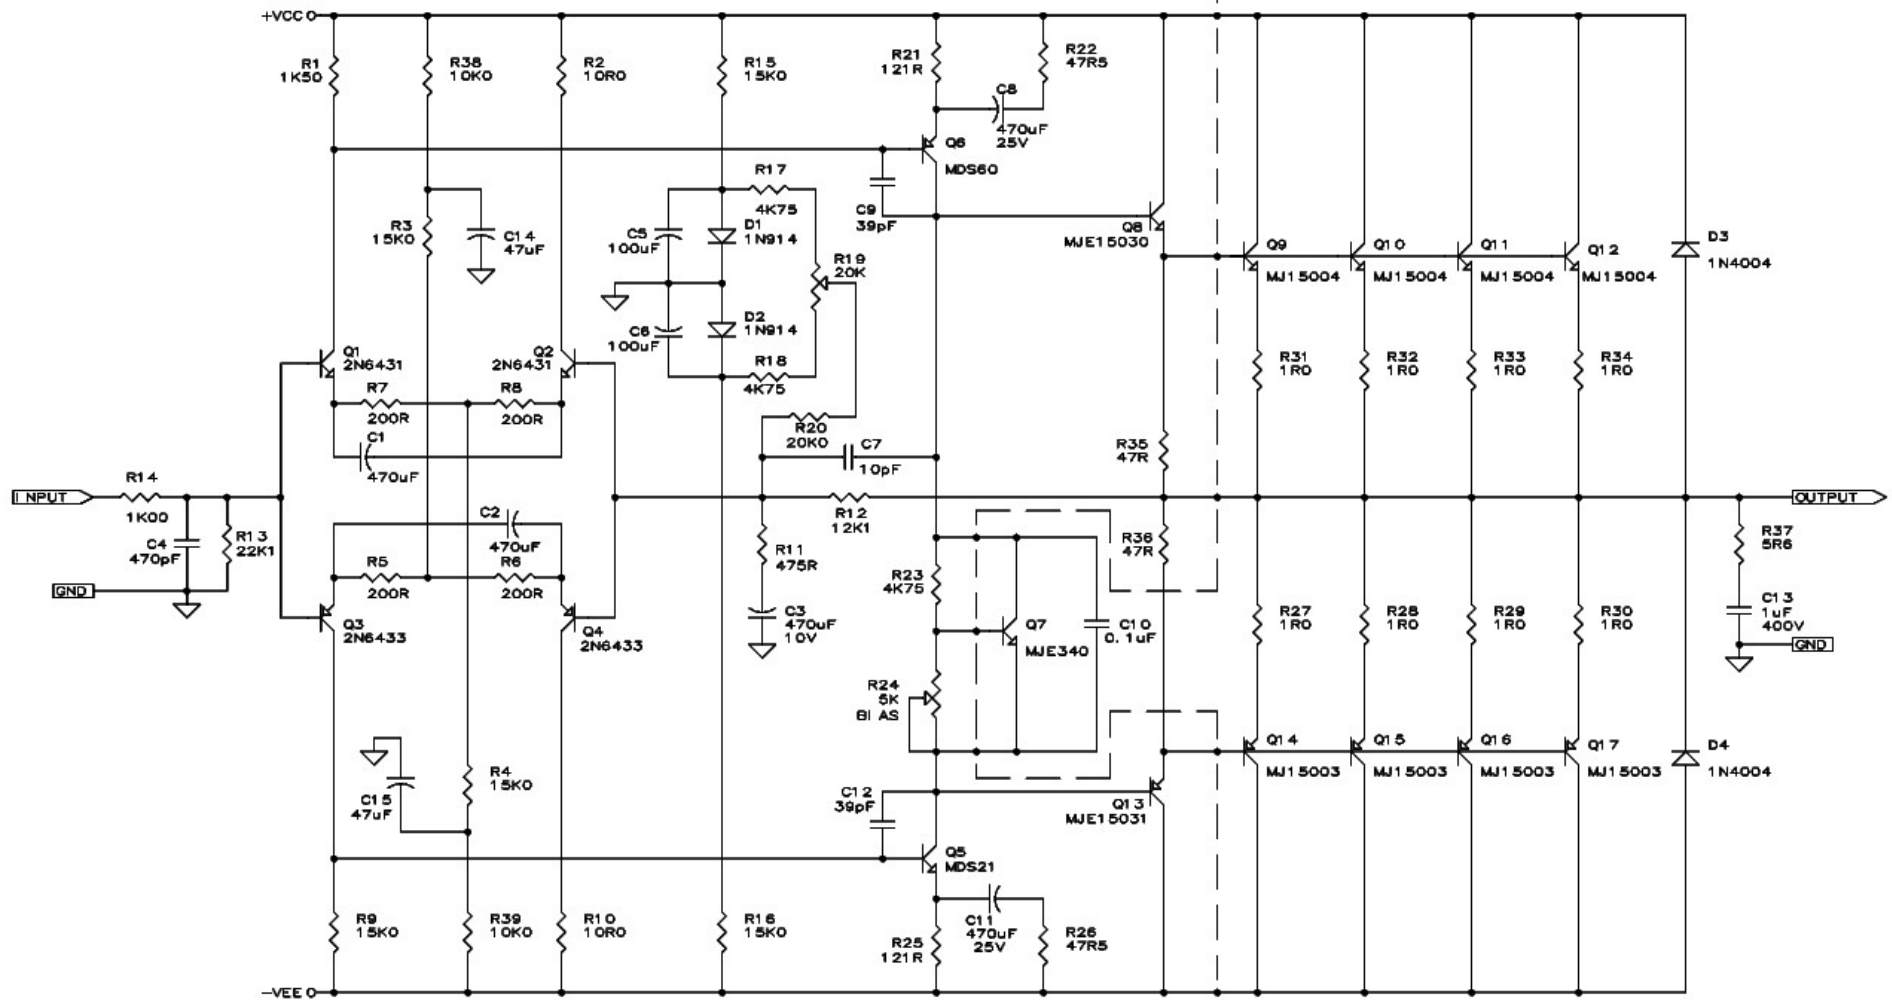 +VCC
R1
1K50
R38
10K0
R2
10R0
R15
15K0
R21
121R
R22
47R5
C8
470uF
25V
Q6
MDS60
R17
4K75
C9
39pF
R3
15K0
C14
47uF
C5
100uF
D1
1N914
R19
20K
Q8
MJE15030
Q9
MJ15004
Q10
MJ15004
Q11
MJ15004
Q12
MJ15004
D3
1N4004
C6
100uF
D2
1N914
R18
4K75
Q1
2N6431
Q2
2N6431
R7
200R
R8
200R
C1
470uF
R20
20K0
C7
10pF
R31
1R0
R32
1R0
R33
1R0
R34
1R0
R35
47R
INPUT
R14
1K00
C4
470pF
R13
22K1
GND
C2
470uF
R5
200R
R6
200R
R12
12K1
R11
475R
C3
470uF
10V
R36
47R
OUTPUT
R37
5R6
C13
1uF
400V
GND
Q3
2N6433
Q4
2N6433
R23
4K75
Q7
MJE340
C10
0.1uF
R27
1R0
R28
1R0
R29
1R0
R30
1R0
R24
5K
BIAS
C15
47uF
R4
15K0
C12
39pF
Q13
MJE15031
Q14
MJ15003
Q15
MJ15003
Q16
MJ15003
Q17
MJ15003
D4
1N4004
Q5
MDS21
R9
15K0
R39
10K0
R10
10R0
R16
15K0
R25
121R
C11
470uF
25V
R26
47R5
-VEE